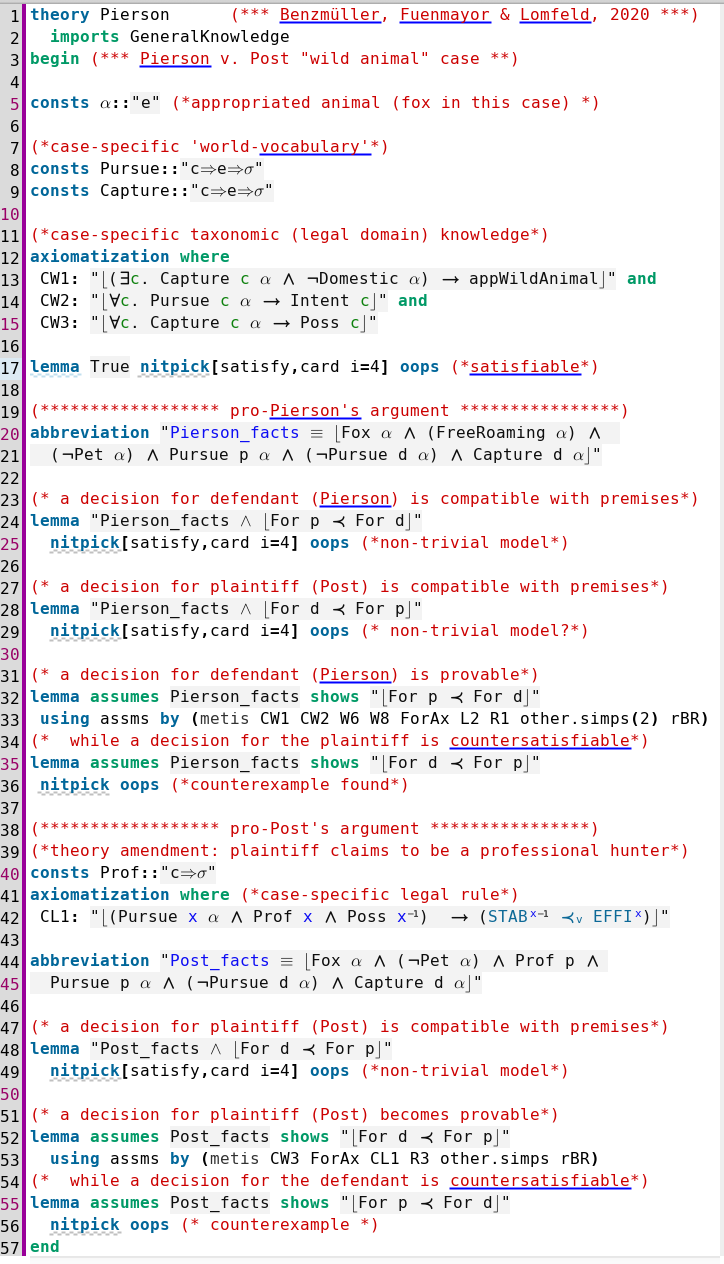 1 theory Pierson      (*** Benzmüller, Fuenmayor & Lomfeld, 2020 ***)
2   imports GeneralKnowledge
3 begin (*** Pierson v. Post "wild animal" case **)
4
5 consts α::"e" (*appropriated animal (fox in this case) *)
6
7 (*case-specific 'world-vocabulary'*)
8 consts Pursue::"c⇒e⇒σ"
9 consts Capture::"c⇒e⇒σ"
10
11 (*case-specific taxonomic (legal domain) knowledge*)
12 axiomatization where
13  CW1: "⌊(∃c. Capture c α ∧ ¬Domestic α) ⟶ appWildAnimal⌋" and
14  CW2: "⌊∀c. Pursue c α ⟶ Intent c⌋" and
15  CW3: "⌊∀c. Capture c α ⟶ Poss c⌋"
16
17 lemma True nitpick[satisfy,card i=4] oops (*satisfiable*)
18
19 (****************** pro-Pierson's argument ****************)
20 abbreviation "Pierson_facts ≡ ⌊Fox α ∧ (FreeRoaming α) ∧
21   (¬Pet α) ∧ Pursue p α ∧ (¬Pursue d α) ∧ Capture d α⌋"
22
23 (* a decision for defendant (Pierson) is compatible with premises*)
24 lemma "Pierson_facts ∧ ⌊For p ≺ For d⌋"
25   nitpick[satisfy,card i=4] oops (*non-trivial model*)
26
27 (* a decision for plaintiff (Post) is compatible with premises*)
28 lemma "Pierson_facts ∧ ⌊For d ≺ For p⌋"
29   nitpick[satisfy,card i=4] oops (* non-trivial model?*)
30
31 (* a decision for defendant (Pierson) is provable*)
32 lemma assumes Pierson_facts shows "⌊For p ≺ For d⌋"
33  using assms by (metis CW1 CW2 W6 W8 ForAx L2 R1 other.simps(2) rBR)
34 (*  while a decision for the plaintiff is countersatisfiable*)
35 lemma assumes Pierson_facts shows "⌊For d ≺ For p⌋"
36  nitpick oops (*counterexample found*)
37
38 (****************** pro-Post's argument ****************)
39 (*theory amendment: plaintiff claims to be a professional hunter*)
40 consts Prof::"c⇒σ"
41 axiomatization where (*case-specific legal rule*)
42  CL1: "⌊(Pursue x α ∧ Prof x ∧ Poss x⁻¹)  ⟶ (STABˣ⁻¹ ≺ᵥ EFFIˣ)⌋"
43
44 abbreviation "Post_facts ≡ ⌊Fox α ∧ (¬Pet α) ∧ Prof p ∧
45   Pursue p α ∧ (¬Pursue d α) ∧ Capture d α⌋"
46
47 (* a decision for plaintiff (Post) is compatible with premises*)
48 lemma "Post_facts ∧ ⌊For d ≺ For p⌋"
49   nitpick[satisfy,card i=4] oops (*non-trivial model*)
50
51 (* a decision for plaintiff (Post) becomes provable*)
52 lemma assumes Post_facts shows "⌊For d ≺ For p⌋"
53   using assms by (metis CW3 ForAx CL1 R3 other.simps rBR)
54 (*  while a decision for the defendant is countersatisfiable*)
55 lemma assumes Post_facts shows "⌊For p ≺ For d⌋"
56   nitpick oops (* counterexample *)
57 end